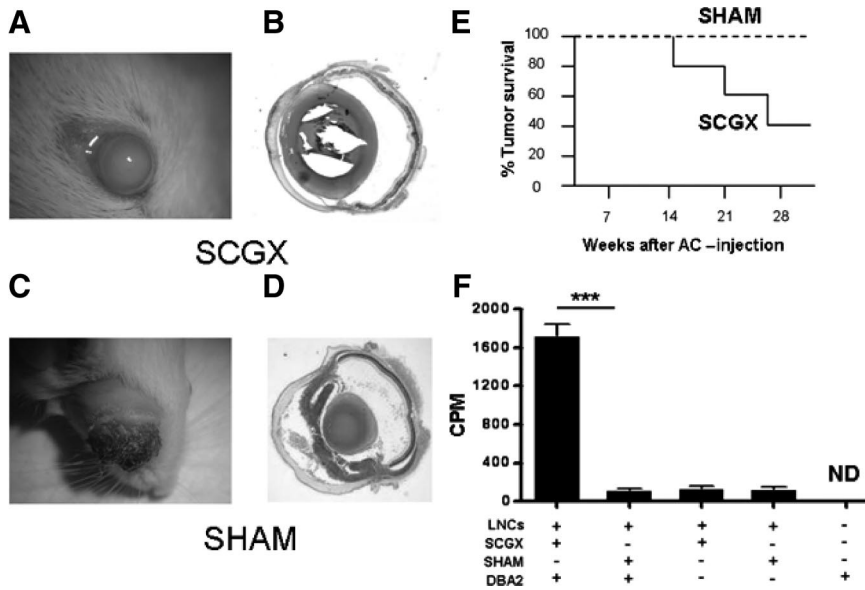 A
B
SCGX
C
D
SHAM
E
SHAM
100
80
60
40
20
0
SCGX
% Tumor survival
7 14 21 28
Weeks after AC –injection
F
2000
1600
1200
800
400
0
CPM
***
ND
LNCs + + + + -
SCGX + - + - -
SHAM - + - + -
DBA2 + + - - +